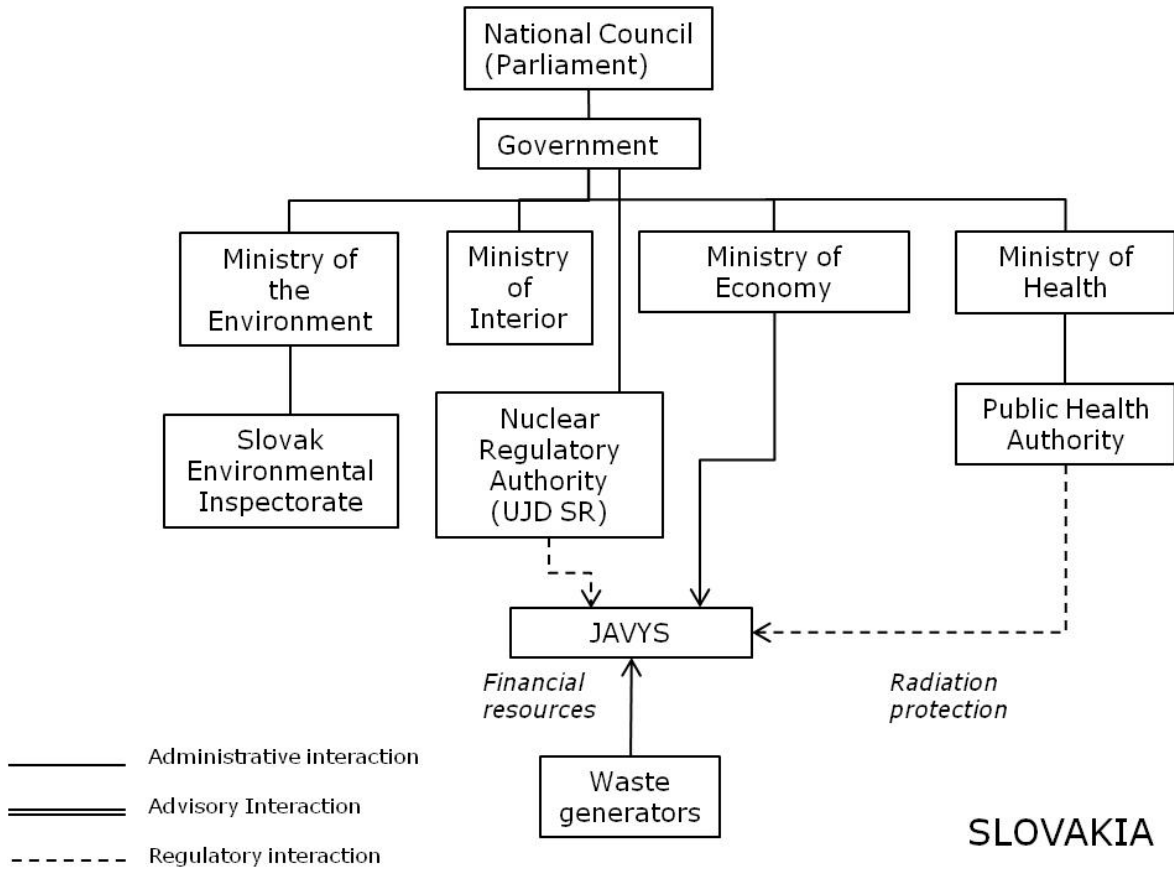 National Council
(Parliament)
Government
Ministry of
the
Environment
Ministry
of
Interior
Ministry of
Economy
Ministry of
Health
Slovak
Environmental
Inspectorate
Nuclear
Regulatory
Authority
(UJD SR)
Public Health
Authority
JAVYS
Financial
resources
Radiation
protection
Waste
generators
Administrative interaction
Advisory Interaction
Regulatory interaction
SLOVAKIA